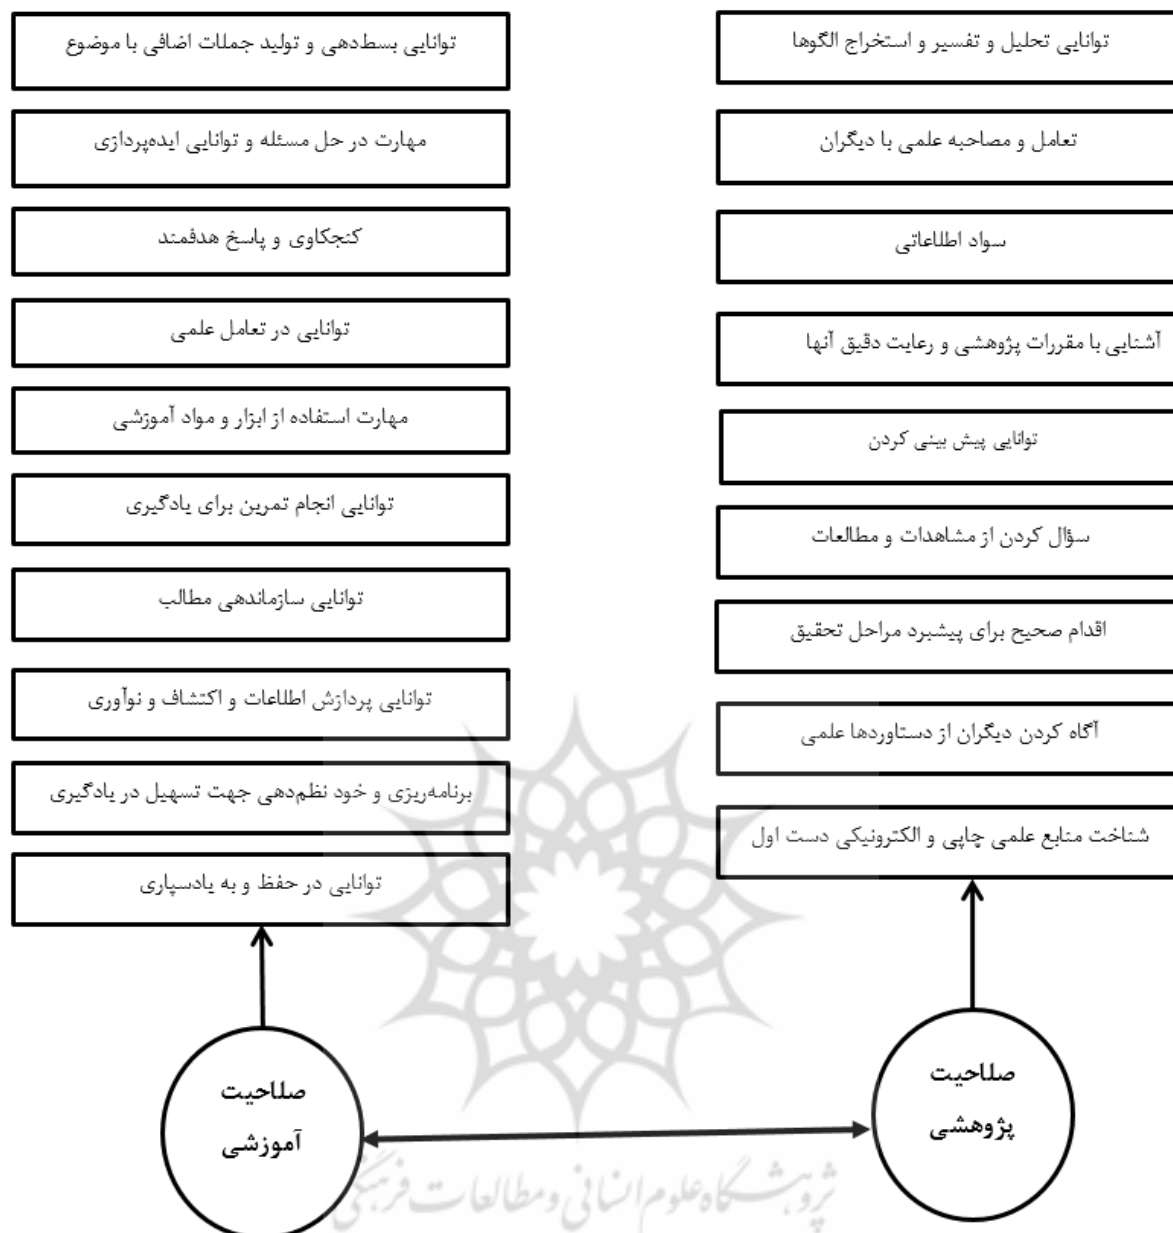 توانایی تحلیل و تفسیر و استخراج الگوها
تعامل و مصاحبه علمی با دیگران
سواد اطلاعاتی
آشنایی با مقررات پژوهشی و رعایت دقیق آنها
توانایی پیش بینی کردن
سؤال کردن از مشاهدات و مطالعات
اقدام صحیح برای پیشبرد مراحل تحقیق
آگاه کردن دیگران از دستاوردها علمی
شناخت منابع علمی چاپی و الکترونیکی دست اول
صلاحیت
پژوهشی
توانایی بسط‌دهی و تولید جملات اضافی با موضوع
مهارت در حل مسئله و توانایی ایده‌پردازی
کنجکاوی و پاسخ هدفمند
توانایی در تعامل علمی
مهارت استفاده از ابزار و مواد آموزشی
توانایی انجام تمرین برای یادگیری
توانایی سازماندهی مطالب
توانایی پردازش اطلاعات و اکتشاف و نوآوری
برنامه‌ریزی و خود نظم‌دهی جهت تسهیل در یادگیری
توانایی در حفظ و به یادسپاری
صلاحیت
آموزشی
پژوهشگاه علوم انسانی و مطالعات فرهنگی